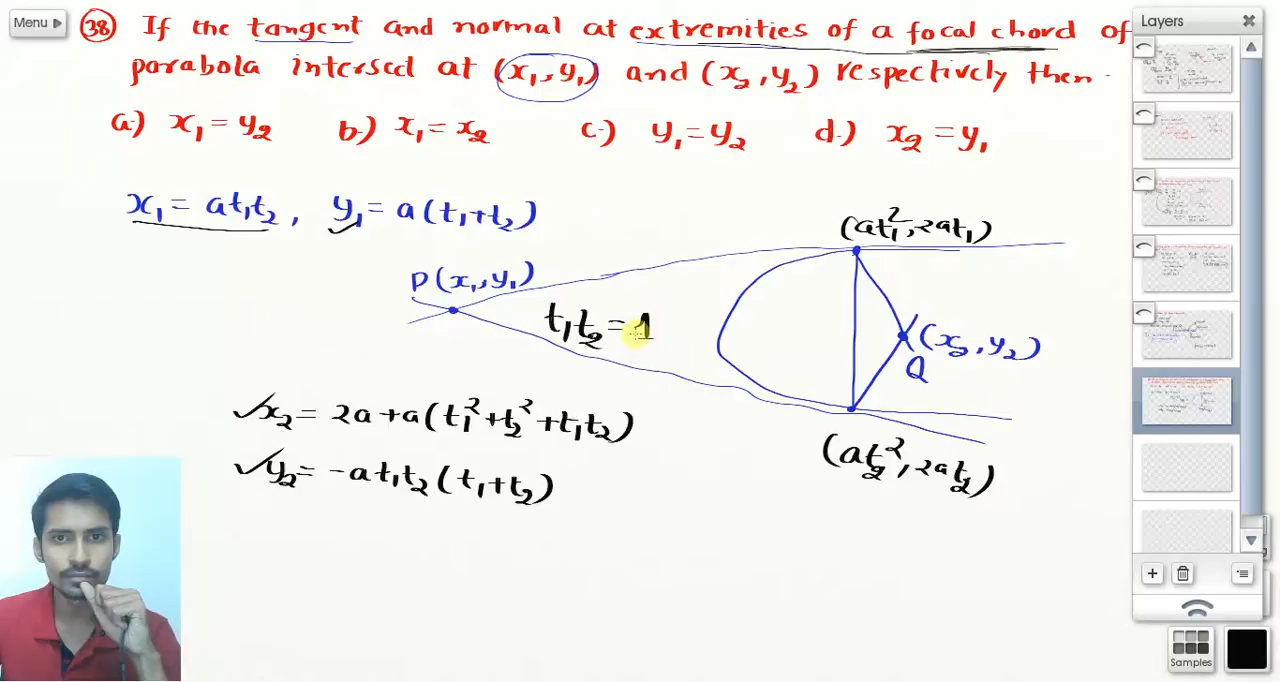 Menu
Layers
(38) If the tangent and normal at extremities of a focal chord of
parabola intersed at (x₁,y₁) and (x₂,y₂) respectively then.
a) x₁ = y₂ b) x₁ = x₂ c) y₁ = y₂ d.) x₂ = y₁
x₁ = at₁t₂, y₁ = a(t₁+t₂)
(at₁²,2at₁)
P(x₁,y₁)
t₁t₂ = 1
(x₂,y₂)
Q
x₂ = 2a+a(t₁²+t₂²+t₁t₂)
y₂ = -at₁t₂(t₁+t₂)
(at₂²,2at₂)
Samples